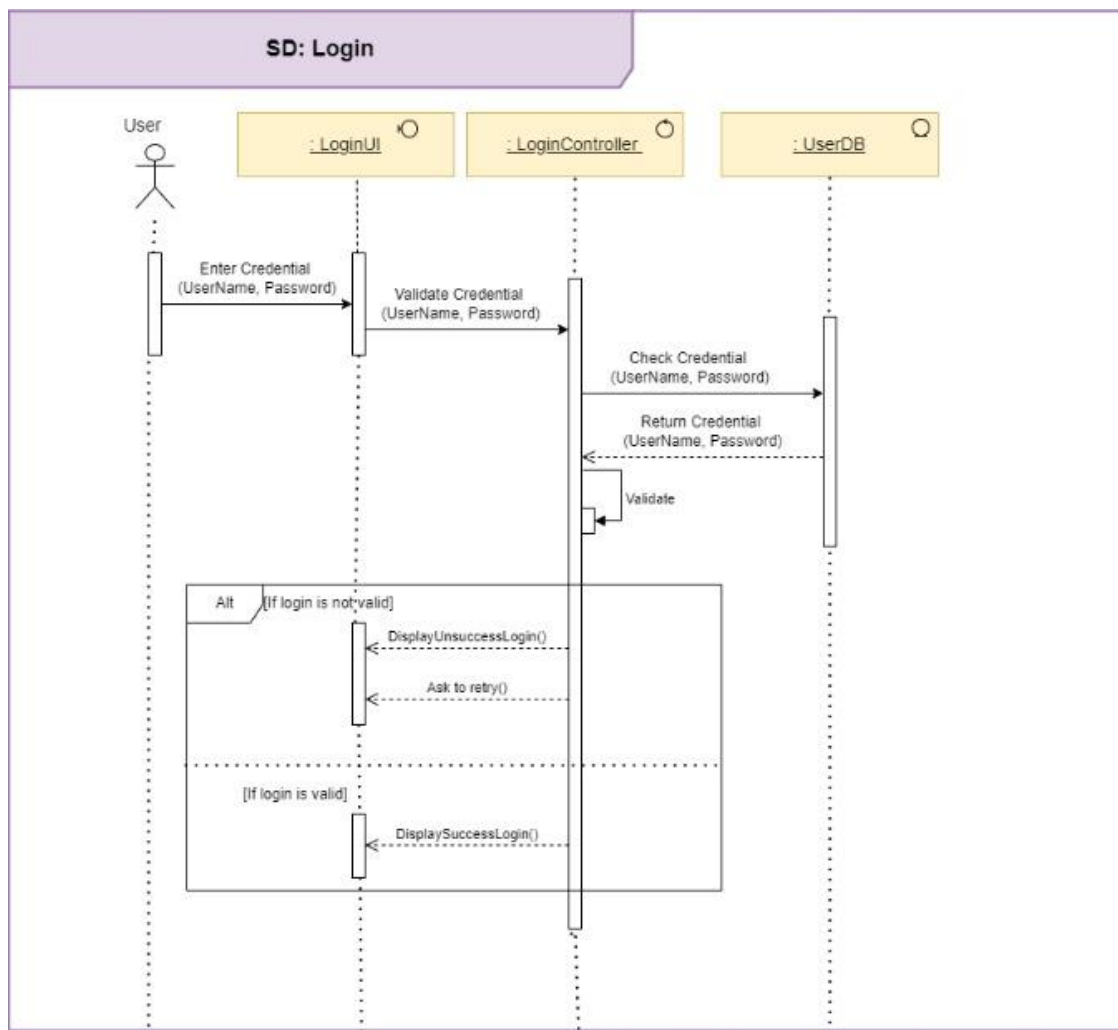 SD: Login
User
: LoginUI
: LoginController
: UserDB
Enter Credential
(UserName, Password)
Validate Credential
(UserName, Password)
Check Credential
(UserName, Password)
Return Credential
(UserName, Password)
Validate
Alt
[If login is not valid]
DisplayUnsuccessLogin()
Ask to retry()
[If login is valid]
DisplaySuccessLogin()